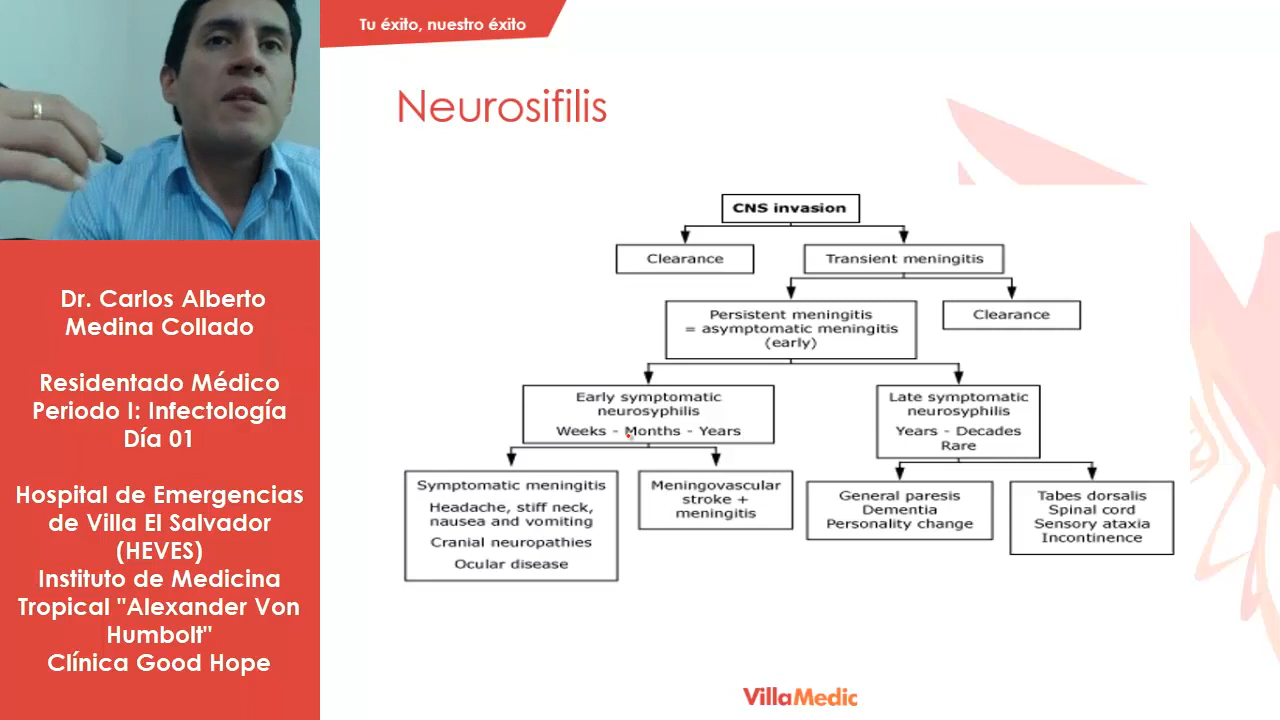 Tu éxito, nuestro éxito
Neurosifilis
Dr. Carlos Alberto
Medina Collado
Residentado Médico
Periodo I: Infectología
Día 01
Hospital de Emergencias
de Villa El Salvador
(HEVES)
Instituto de Medicina
Tropical "Alexander Von
Humbolt"
Clínica Good Hope
CNS invasion
Clearance
Transient meningitis
Persistent meningitis
= asymptomatic meningitis
(early)
Clearance
Early symptomatic
neurosyphilis
Weeks - Months - Years
Late symptomatic
neurosyphilis
Years - Decades
Rare
Symptomatic meningitis
Headache, stiff neck,
nausea and vomiting
Cranial neuropathies
Ocular disease
Meningovascular
stroke +
meningitis
General paresis
Dementia
Personality change
Tabes dorsalis
Spinal cord
Sensory ataxia
Incontinence
VillaMedic